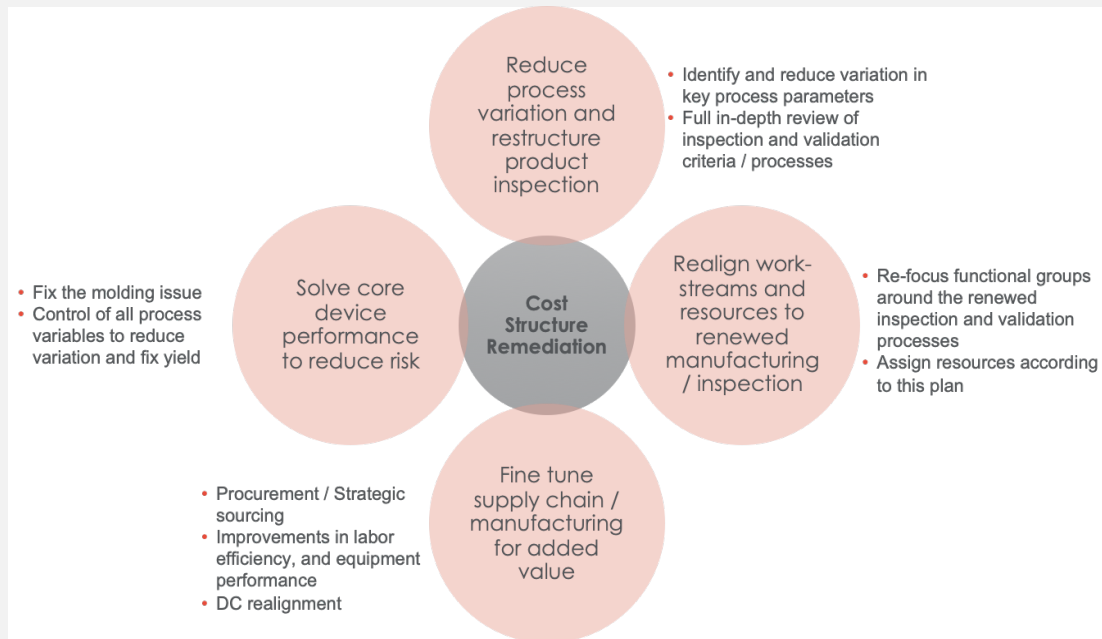 Reduce
process
variation and
restructure
product
inspection
• Identify and reduce variation in
key process parameters
• Full in-depth review of
inspection and validation
criteria / processes
• Fix the molding issue
• Control of all process
variables to reduce
variation and fix yield
Solve core
device
performance
to reduce risk
Cost
Structure
Remediation
Realign work-
streams and
resources to
renewed
manufacturing
/ inspection
• Re-focus functional groups
around the renewed
inspection and validation
processes
• Assign resources according
to this plan
• Procurement / Strategic
sourcing
• Improvements in labor
efficiency, and equipment
performance
• DC realignment
Fine tune
supply chain /
manufacturing
for added
value